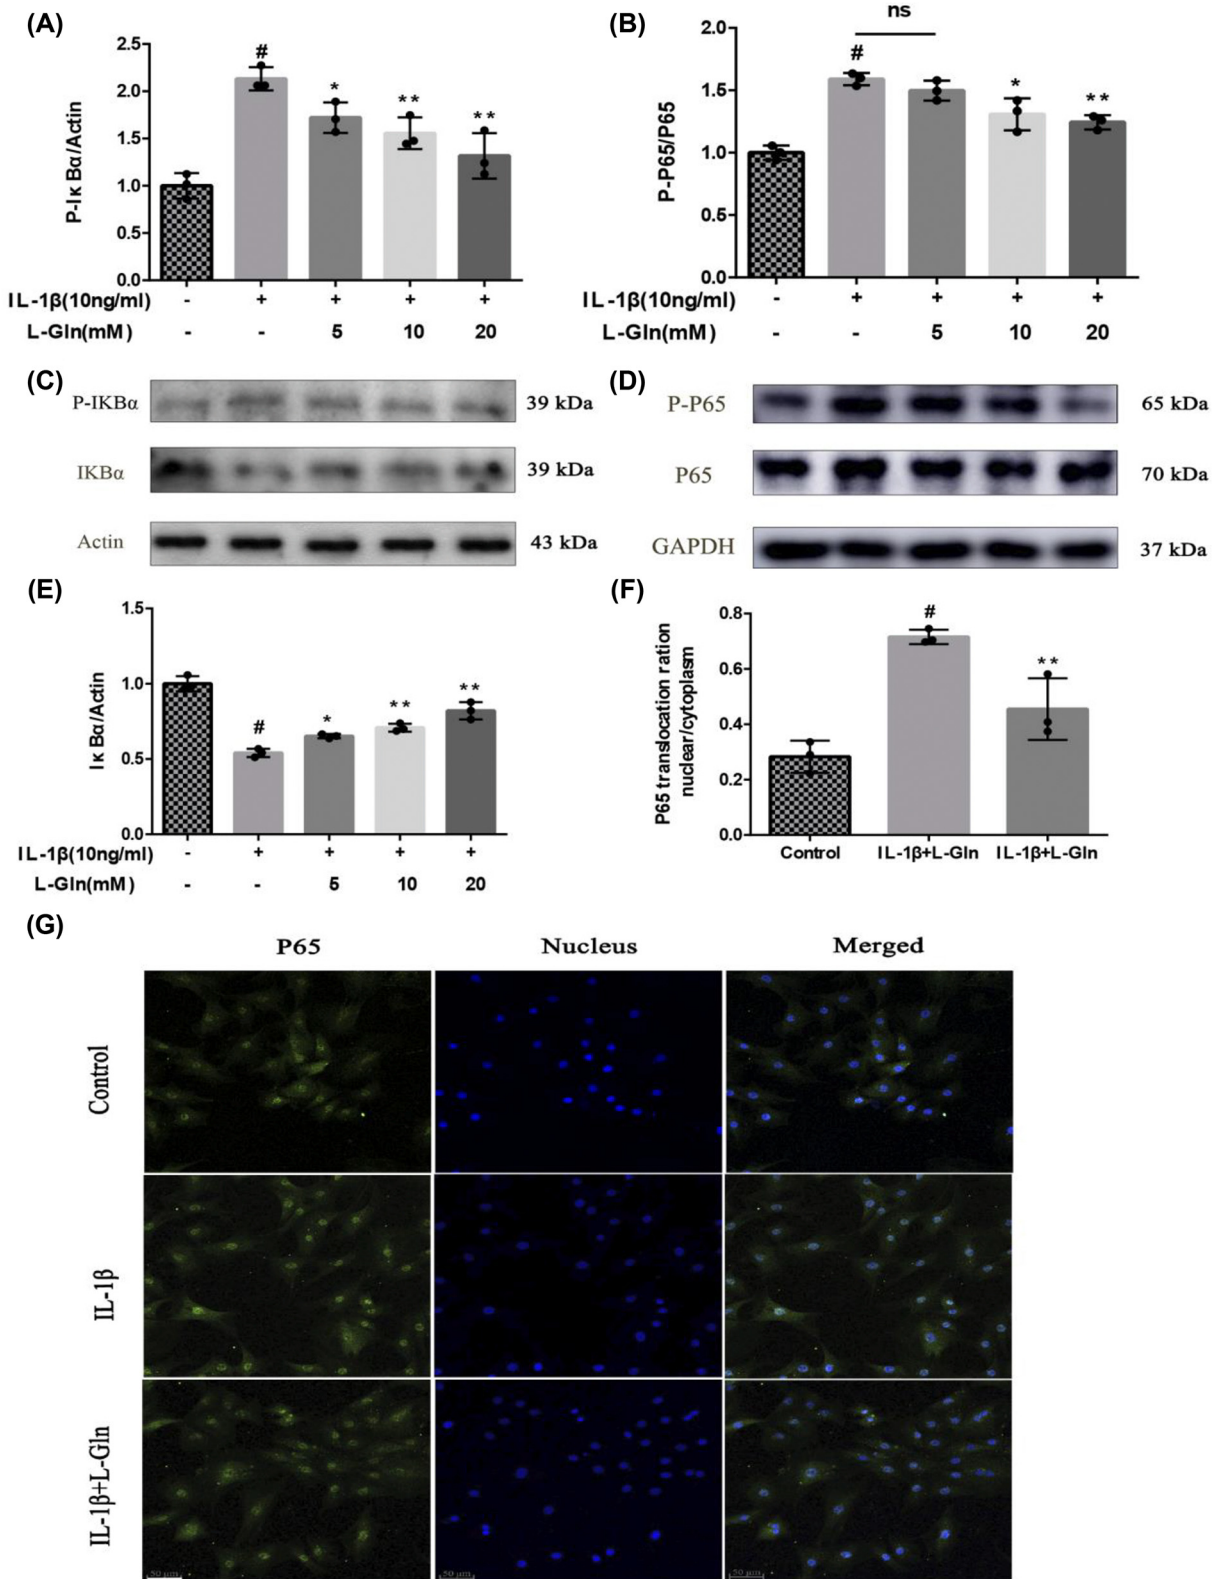 (A)
P-Iκ Bα/Actin
2.5
2.0
1.5
1.0
0.5
0.0
#
*
**
**
IL-1β(10ng/ml) - + + + +
L-Gln(mM) - - 5 10 20
(B)
P-P65/P65
2.0
1.5
1.0
0.5
0.0
ns
#
*
**
IL-1β(10ng/ml) - + + + +
L-Gln(mM) - - 5 10 20
(C)
P-IKBα 39 kDa
IKBα 39 kDa
Actin 43 kDa
(D)
P-P65 65 kDa
P65 70 kDa
GAPDH 37 kDa
(E)
Iκ Bα/Actin
1.5
1.0
0.5
0.0
#
*
**
**
IL-1β(10ng/ml) - + + + +
L-Gln(mM) - - 5 10 20
(F)
P65 translocation ration
nuclear/cytoplasm
0.8
0.6
0.4
0.2
0.0
#
**
Control IL-1β+L-Gln IL-1β+L-Gln
(G)
P65 Nucleus Merged
Control
IL-1β
IL-1β+L-Gln
50 μm 50 μm 50 μm